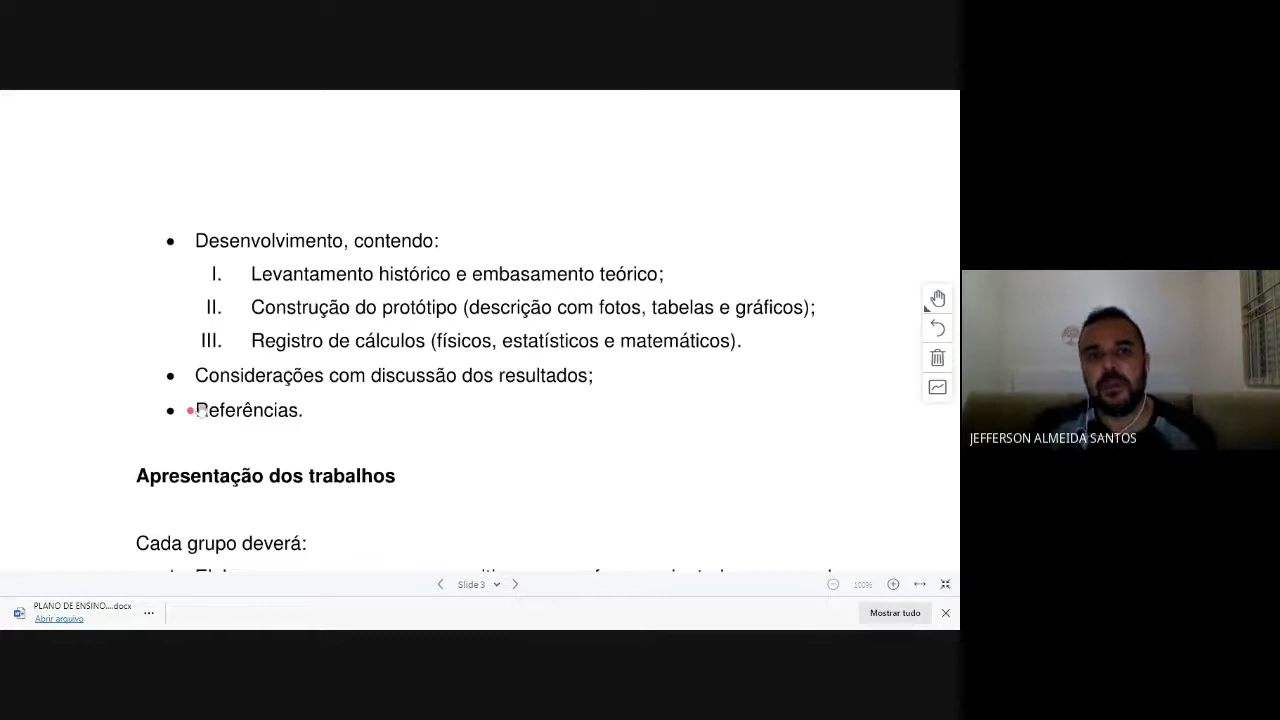 Desenvolvimento, contendo:
I. Levantamento histórico e embasamento teórico;
II. Construção do protótipo (descrição com fotos, tabelas e gráficos);
III. Registro de cálculos (físicos, estatísticos e matemáticos).
Considerações com discussão dos resultados;
Referências.
Apresentação dos trabalhos
Cada grupo deverá:
Slide 3
100%
PLANO DE ENSINO....docx
Abrir arquivo
Mostrar tudo
JEFFERSON ALMEIDA SANTOS